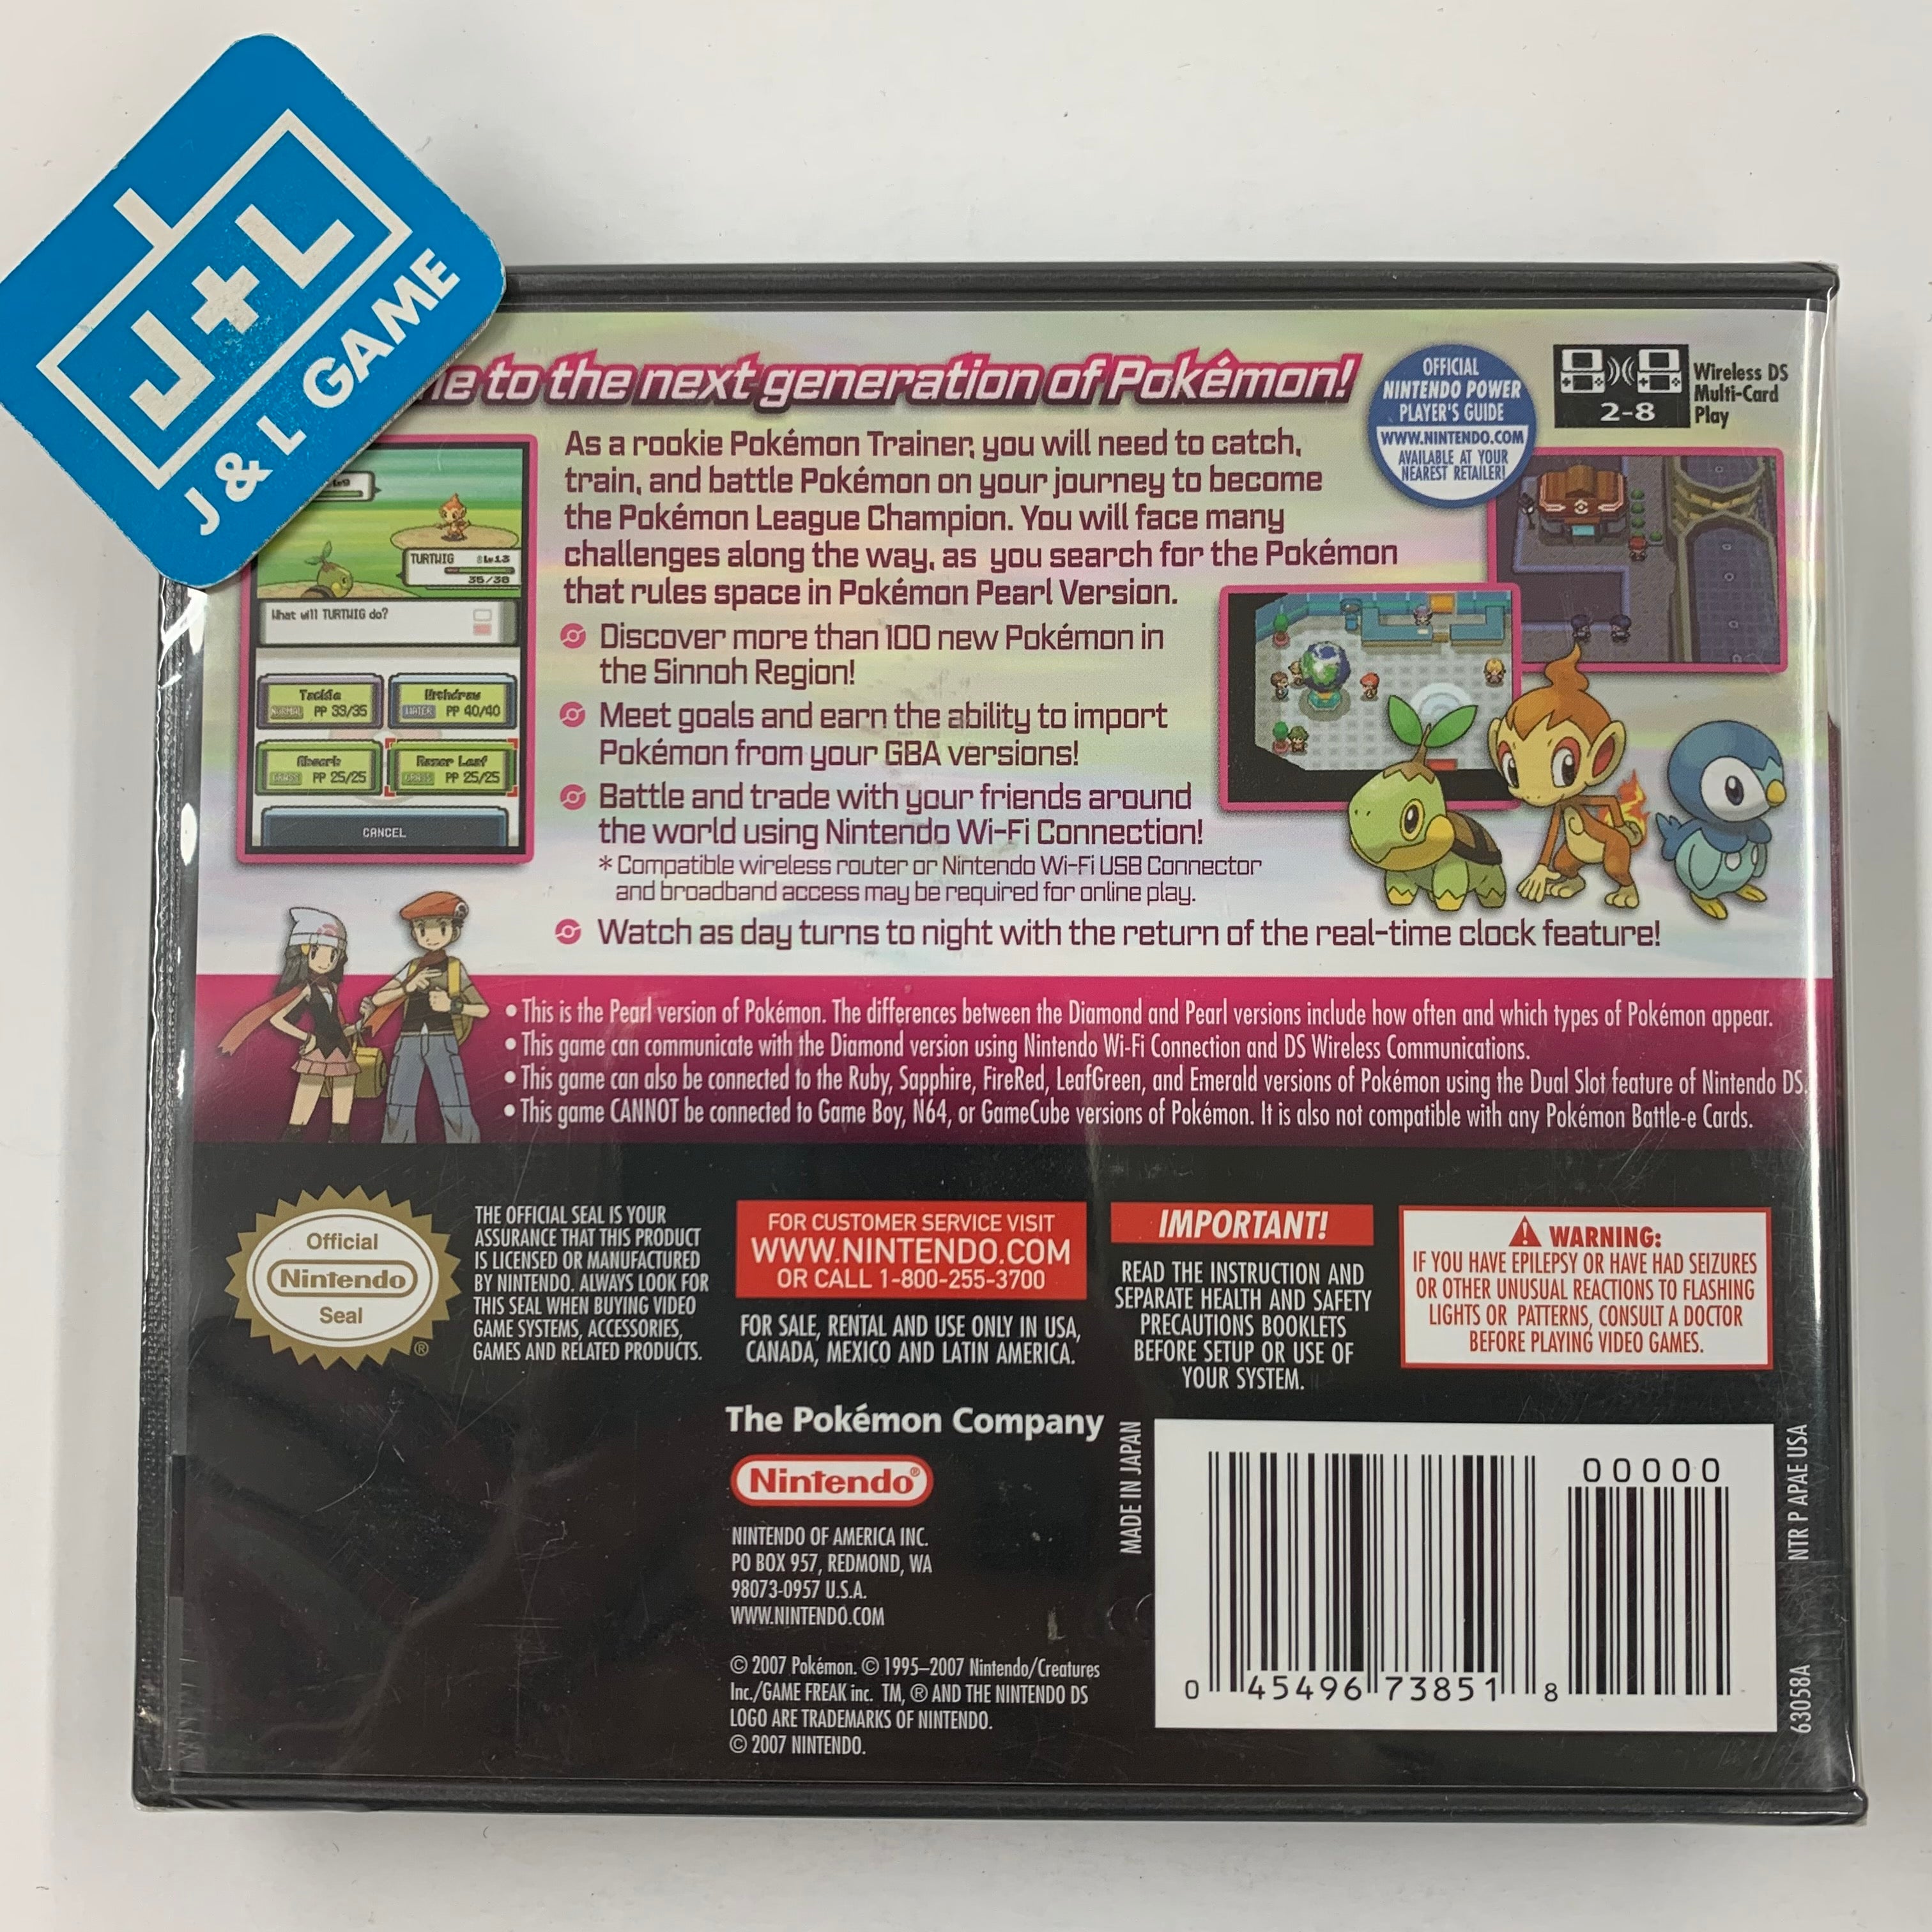 J+L
J & L GAME
to the next generation of Pokémon!
OFFICIAL
NINTENDO POWER
PLAYER'S GUIDE
WWW.NINTENDO.COM
AVAILABLE AT YOUR
NEAREST RETAILER!
2-8
Wireless DS
Multi-Card
Play
As a rookie Pokémon Trainer, you will need to catch,
train, and battle Pokémon on your journey to become
the Pokémon League Champion. You will face many
challenges along the way, as you search for the Pokémon
that rules space in Pokémon Pearl Version.
Discover more than 100 new Pokémon in
the Sinnoh Region!
Meet goals and earn the ability to import
Pokémon from your GBA versions!
Battle and trade with your friends around
the world using Nintendo Wi-Fi Connection!
* Compatible wireless router or Nintendo Wi-Fi USB Connector
and broadband access may be required for online play.
Watch as day turns to night with the return of the real-time clock feature!
Lv9
TURTWIG Lv13
35/38
What will TURTWIG do?
Tackle
NORMAL PP 33/35
Withdraw
WATER PP 40/40
Absorb
GRASS PP 25/25
Razor Leaf
GRASS PP 25/25
CANCEL
• This is the Pearl version of Pokémon. The differences between the Diamond and Pearl versions include how often and which types of Pokémon appear.
• This game can communicate with the Diamond version using Nintendo Wi-Fi Connection and DS Wireless Communications.
• This game can also be connected to the Ruby, Sapphire, FireRed, LeafGreen, and Emerald versions of Pokémon using the Dual Slot feature of Nintendo DS.
• This game CANNOT be connected to Game Boy, N64, or GameCube versions of Pokémon. It is also not compatible with any Pokémon Battle-e Cards.
Official
Nintendo
Seal
®
THE OFFICIAL SEAL IS YOUR
ASSURANCE THAT THIS PRODUCT
IS LICENSED OR MANUFACTURED
BY NINTENDO. ALWAYS LOOK FOR
THIS SEAL WHEN BUYING VIDEO
GAME SYSTEMS, ACCESSORIES,
GAMES AND RELATED PRODUCTS.
FOR CUSTOMER SERVICE VISIT
WWW.NINTENDO.COM
OR CALL 1-800-255-3700
FOR SALE, RENTAL AND USE ONLY IN USA,
CANADA, MEXICO AND LATIN AMERICA.
IMPORTANT!
READ THE INSTRUCTION AND
SEPARATE HEALTH AND SAFETY
PRECAUTIONS BOOKLETS
BEFORE SETUP OR USE OF
YOUR SYSTEM.
WARNING:
IF YOU HAVE EPILEPSY OR HAVE HAD SEIZURES
OR OTHER UNUSUAL REACTIONS TO FLASHING
LIGHTS OR PATTERNS, CONSULT A DOCTOR
BEFORE PLAYING VIDEO GAMES.
The Pokémon Company
Nintendo®
NINTENDO OF AMERICA INC.
PO BOX 957, REDMOND, WA
98073-0957 U.S.A.
WWW.NINTENDO.COM
© 2007 Pokémon. © 1995–2007 Nintendo/Creatures
Inc./GAME FREAK inc. TM, ® AND THE NINTENDO DS
LOGO ARE TRADEMARKS OF NINTENDO.
© 2007 NINTENDO.
MADE IN JAPAN
00000
0 45496 73851 8
NTR P APAE USA
63058A